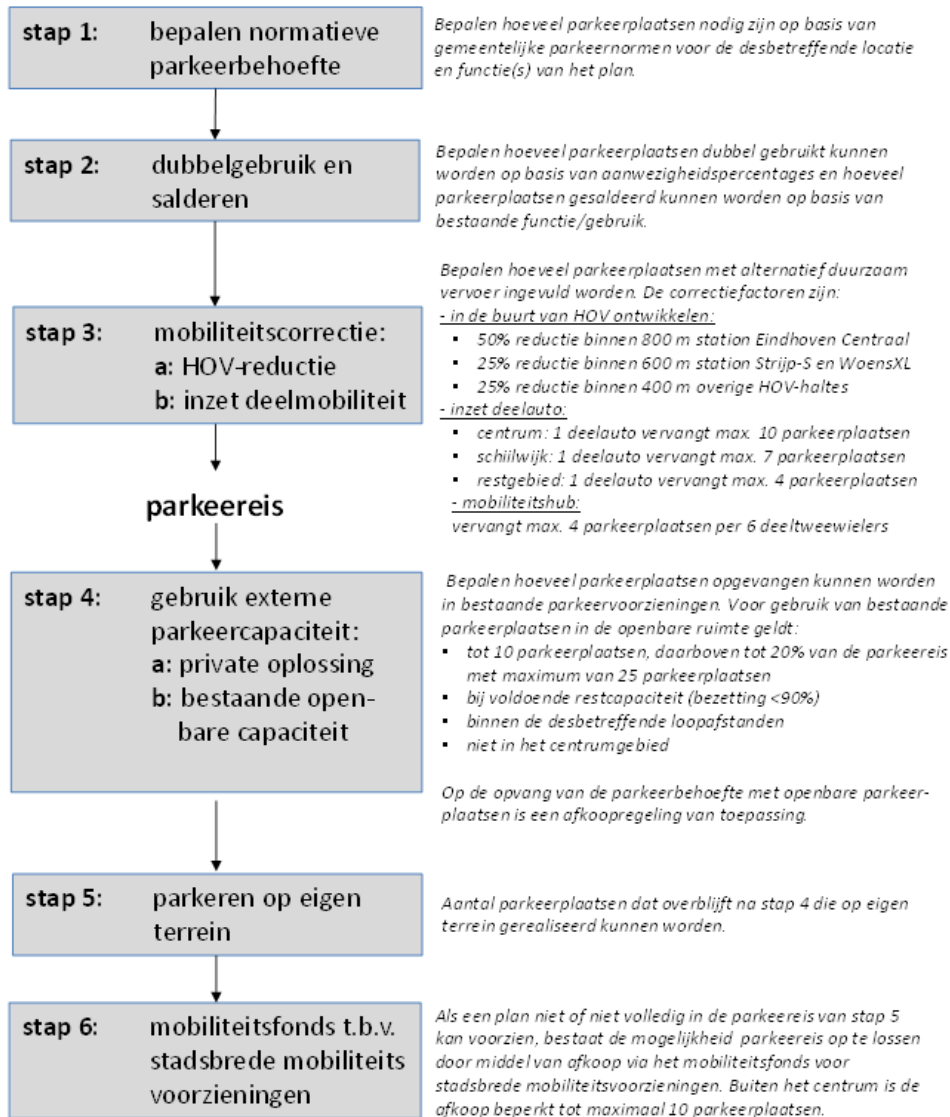 stap 1: bepalen normatieve
parkeerbehoefte
Bepalen hoeveel parkeerplaatsen nodig zijn op basis van
gemeentelijke parkeernormen voor de desbetreffende locatie
en functie(s) van het plan.
stap 2: dubbelgebruik en
salderen
Bepalen hoeveel parkeerplaatsen dubbel gebruikt kunnen
worden op basis van aanwezigheidspercentages en hoeveel
parkeerplaatsen gesaldeerd kunnen worden op basis van
bestaande functie/gebruik.
stap 3: mobiliteitscorrectie:
a: HOV-reductie
b: inzet deelmobiliteit
Bepalen hoeveel parkeerplaatsen met alternatief duurzaam
vervoer ingevuld worden. De correctiefactoren zijn:
- in de buurt van HOV ontwikkelen:
▪ 50% reductie binnen 800 m station Eindhoven Centraal
▪ 25% reductie binnen 600 m station Strijp-S en WoensXL
▪ 25% reductie binnen 400 m overige HOV-haltes
- inzet deelauto:
▪ centrum: 1 deelauto vervangt max. 10 parkeerplaatsen
▪ schilwijk: 1 deelauto vervangt max. 7 parkeerplaatsen
▪ restgebied: 1 deelauto vervangt max. 4 parkeerplaatsen
- mobiliteitshub:
vervangt max. 4 parkeerplaatsen per 6 deeltweewielers
parkeereis
stap 4: gebruik externe
parkeercapaciteit:
a: private oplossing
b: bestaande open-
bare capaciteit
Bepalen hoeveel parkeerplaatsen opgevangen kunnen worden
in bestaande parkeervoorzieningen. Voor gebruik van bestaande
parkeerplaatsen in de openbare ruimte geldt:
▪ tot 10 parkeerplaatsen, daarboven tot 20% van de parkeereis
met maximum van 25 parkeerplaatsen
▪ bij voldoende restcapaciteit (bezetting <90%)
▪ binnen de desbetreffende loopafstanden
▪ niet in het centrumgebied
Op de opvang van de parkeerbehoefte met openbare parkeer-
plaatsen is een afkoopregeling van toepassing.
stap 5: parkeren op eigen
terrein
Aantal parkeerplaatsen dat overblijft na stap 4 die op eigen
terrein gerealiseerd kunnen worden.
stap 6: mobiliteitsfonds t.b.v.
stadsbrede mobiliteits
voorzieningen
Als een plan niet of niet volledig in de parkeereis van stap 5
kan voorzien, bestaat de mogelijkheid parkeereis op te lossen
door middel van afkoop via het mobiliteitsfonds voor
stadsbrede mobiliteitsvoorzieningen. Buiten het centrum is de
afkoop beperkt tot maximaal 10 parkeerplaatsen.